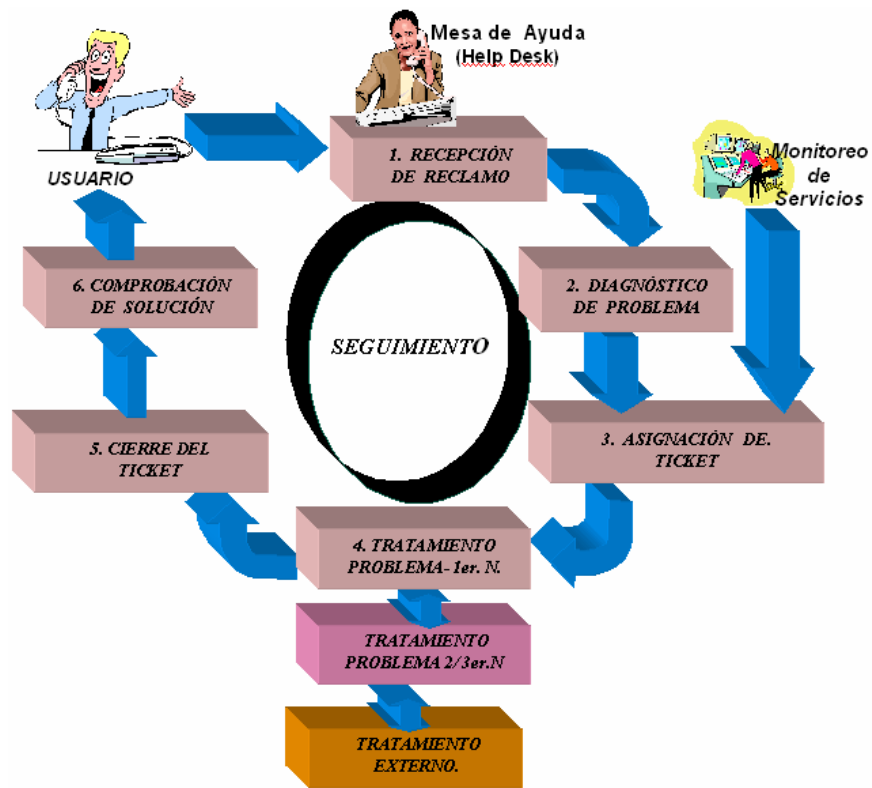 Mesa de Ayuda
(Help Desk)
USUARIO
1. RECEPCIÓN
DE RECLAMO
Monitoreo
de
Servicios
6. COMPROBACIÓN
DE SOLUCIÓN
2. DIAGNÓSTICO
DE PROBLEMA
SEGUIMIENTO
5. CIERRE DEL
TICKET
3. ASIGNACIÓN DE.
TICKET
4. TRATAMIENTO
PROBLEMA- 1er. N.
TRATAMIENTO
PROBLEMA 2/3er.N
TRATAMIENTO
EXTERNO.